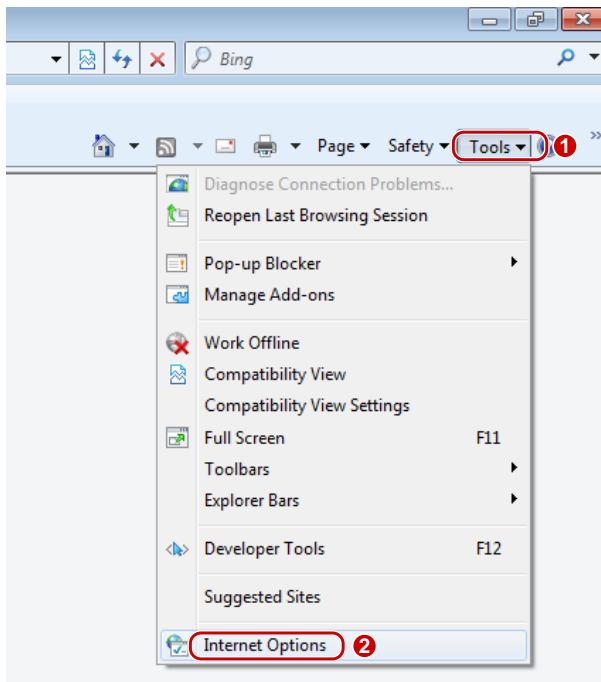 Bing
Page Safety Tools 1 »
Diagnose Connection Problems...
Reopen Last Browsing Session
Pop-up Blocker
Manage Add-ons
Work Offline
Compatibility View
Compatibility View Settings
Full Screen F11
Toolbars
Explorer Bars
Developer Tools F12
Suggested Sites
Internet Options 2